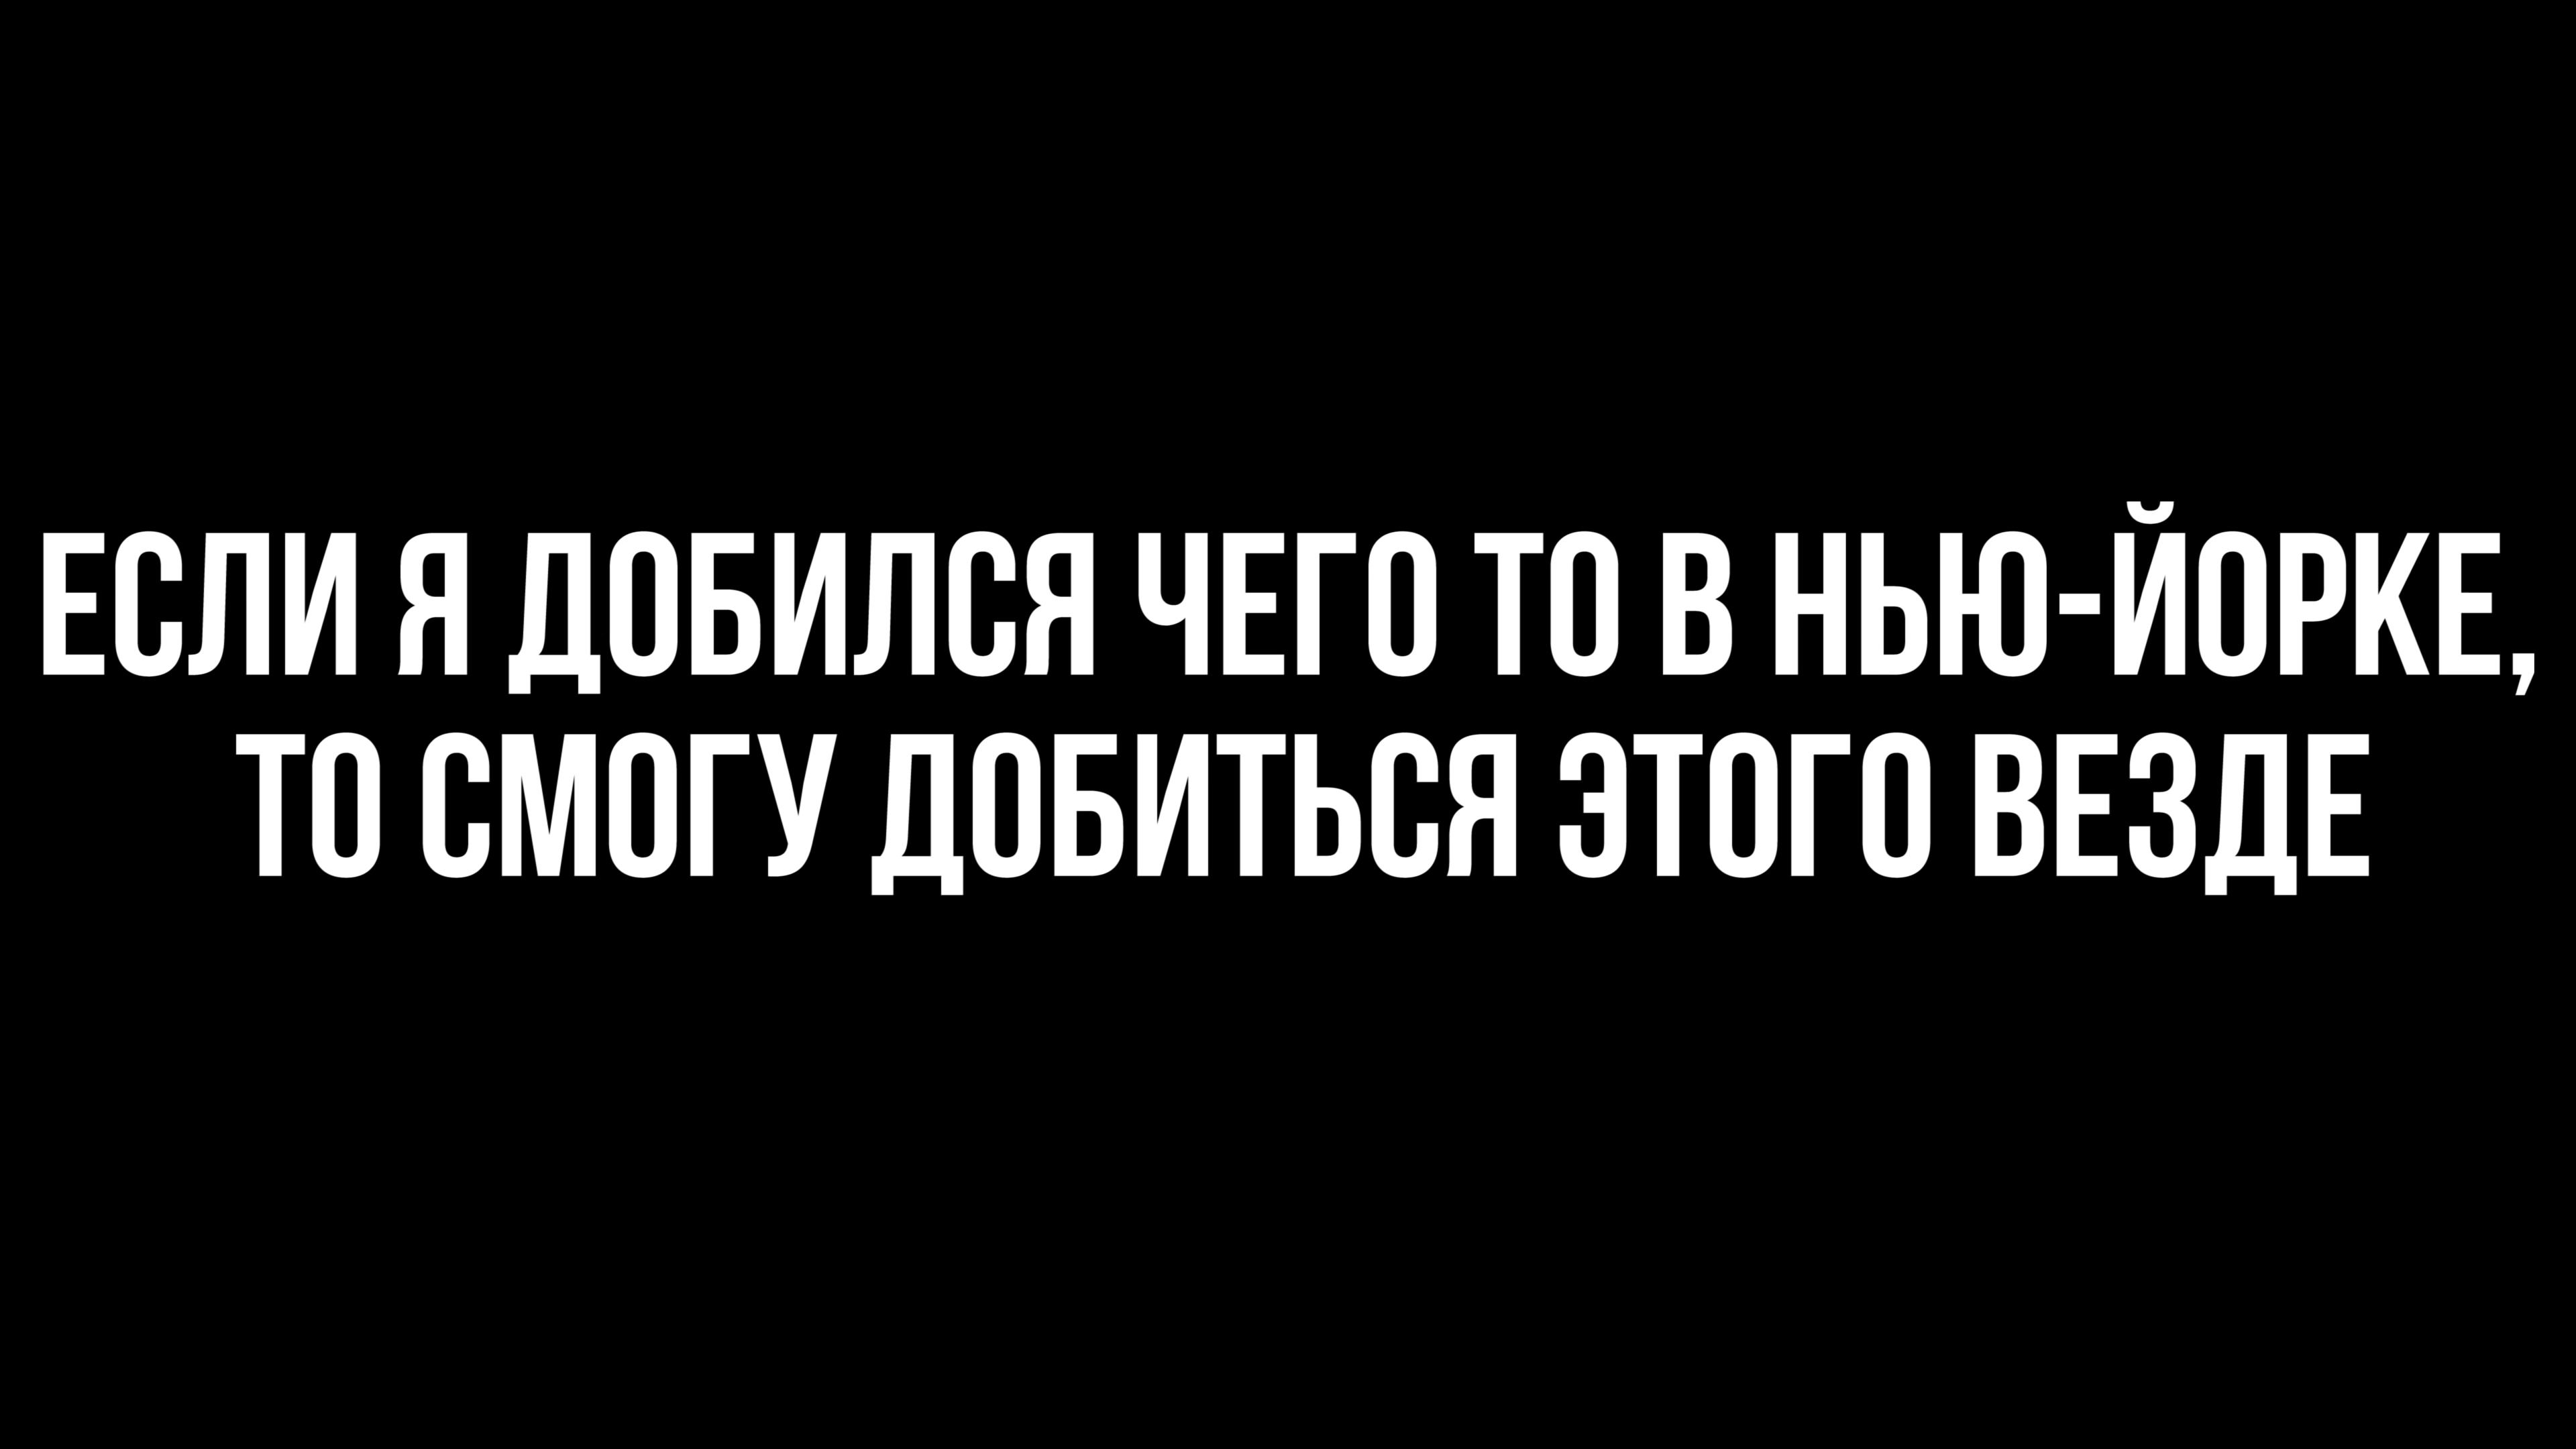 ЕСЛИ Я ДОБИЛСЯ ЧЕГО ТО В НЬЮ-ЙОРКЕ,
ТО СМОГУ ДОБИТЬСЯ ЭТОГО ВЕЗДЕ